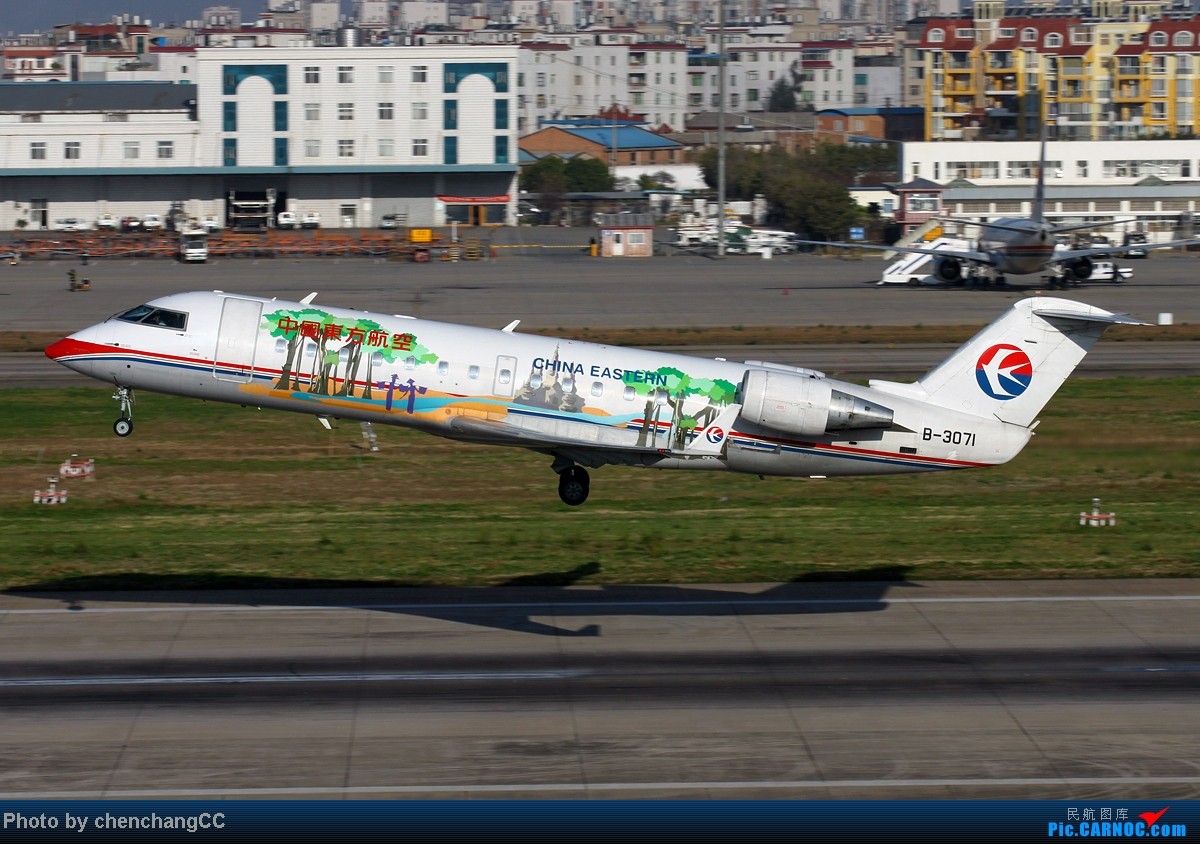 中國東方航空
CHINA EASTERN
B-3071
Photo by chenchangCC
民航图库
Pic.CARNOC.com